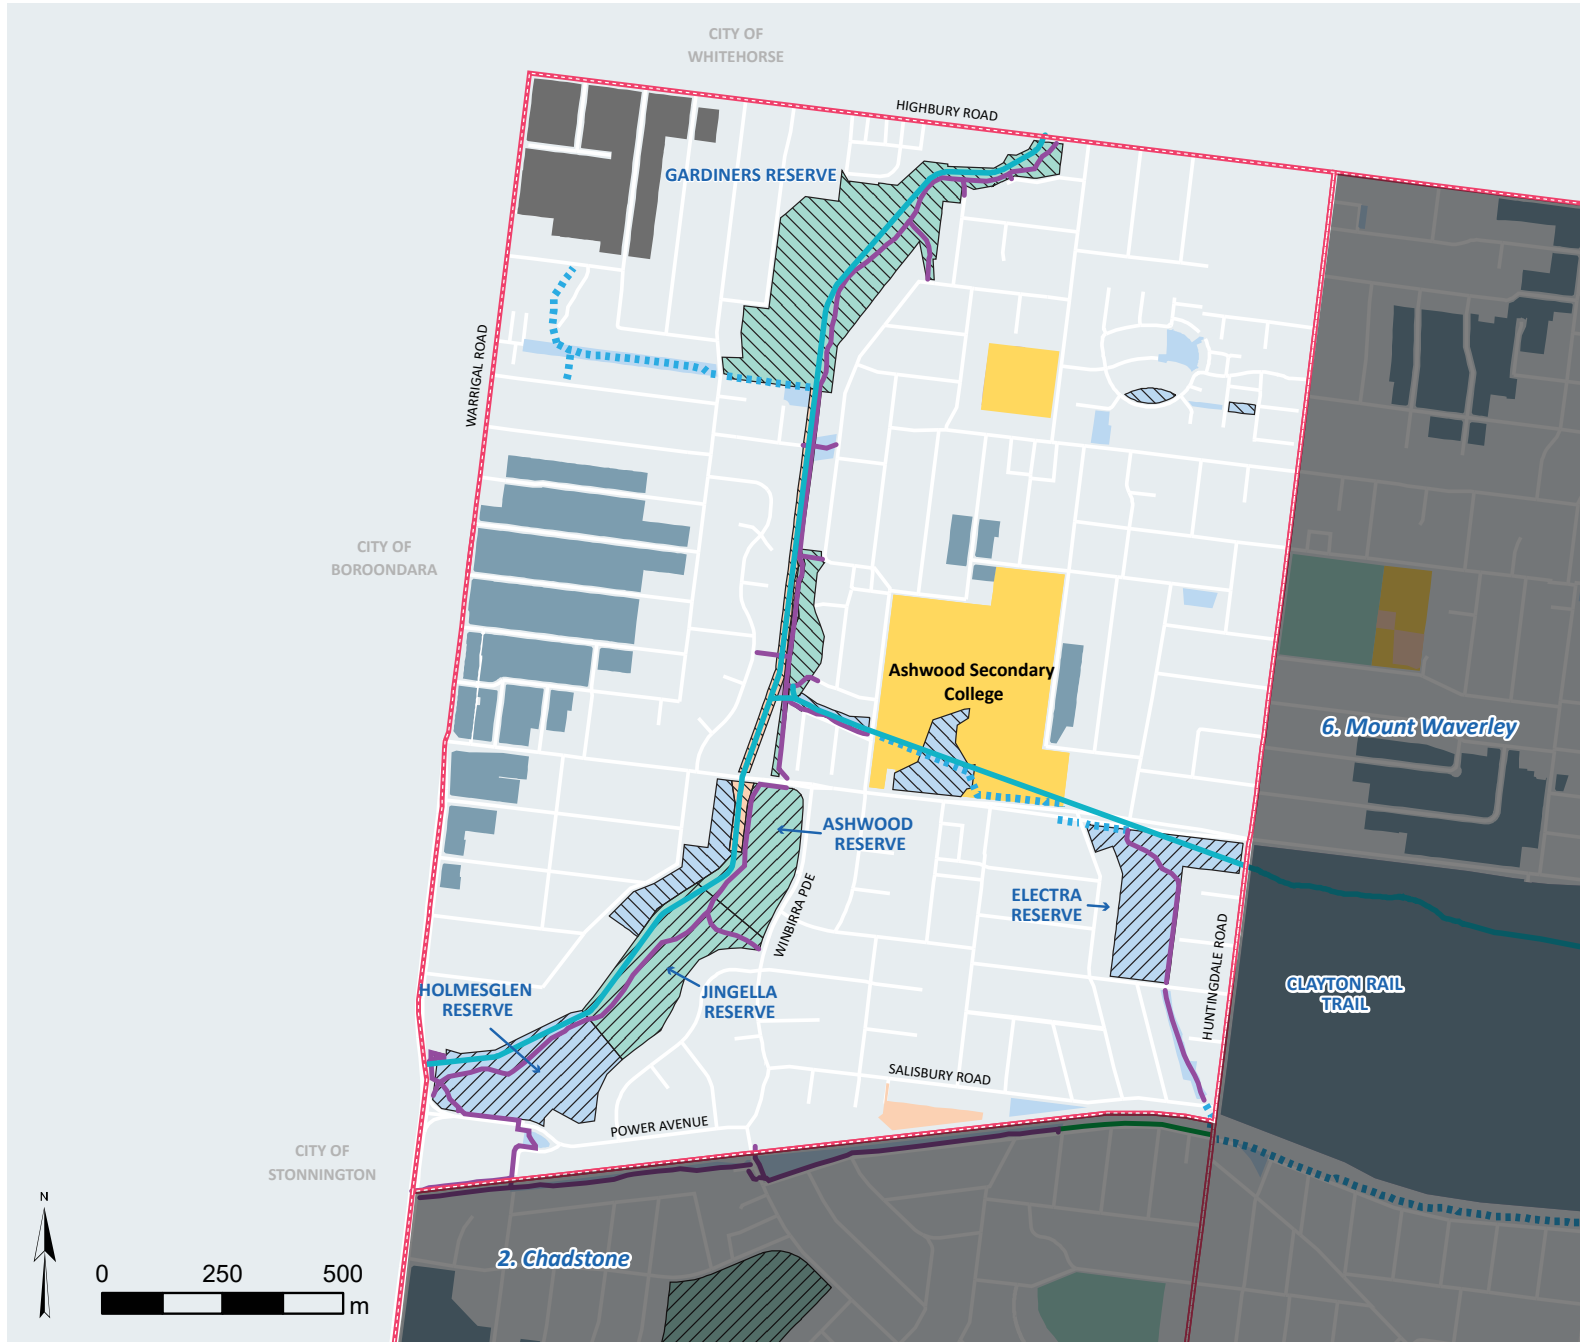 CITY OF
WHITEHORSE
HIGHBURY ROAD
GARDINERS RESERVE
WARRIGAL ROAD
CITY OF
BOROONDARA
Ashwood Secondary
College
6. Mount Waverley
ASHWOOD
RESERVE
WINBIRRA PDE
ELECTRA
RESERVE
HUNTINGDALE ROAD
HOLMESGLEN
RESERVE
JINGELLA
RESERVE
CLAYTON RAIL
TRAIL
SALISBURY ROAD
POWER AVENUE
CITY OF
STONNINGTON
N
2. Chadstone
0 250 500
m